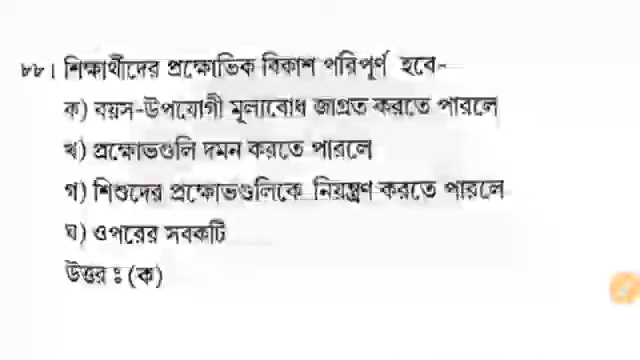 ৮৮। শিক্ষার্থীদের প্রক্ষোভিক বিকাশ পরিপূর্ণ হবে-
ক) বয়স-উপযোগী মূল্যবোধ জাগ্রত করতে পারলে
খ) প্রক্ষোভগুলি দমন করতে পারলে
গ) শিশুদের প্রক্ষোভগুলিকে নিয়ন্ত্রণ করতে পারলে
ঘ) ওপরের সবকটি
উত্তর ঃ (ক)